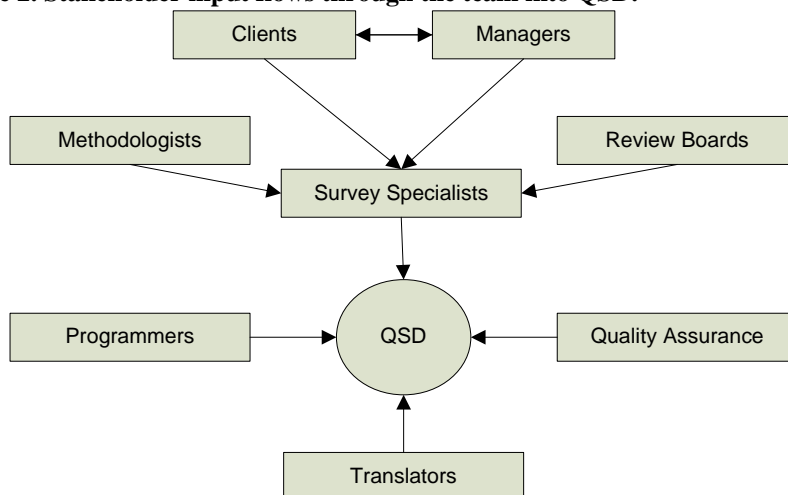 e 2. Stakeholder input flows through the team into QSD.
Clients
Managers
Methodologists
Review Boards
Survey Specialists
Programmers
QSD
Quality Assurance
Translators